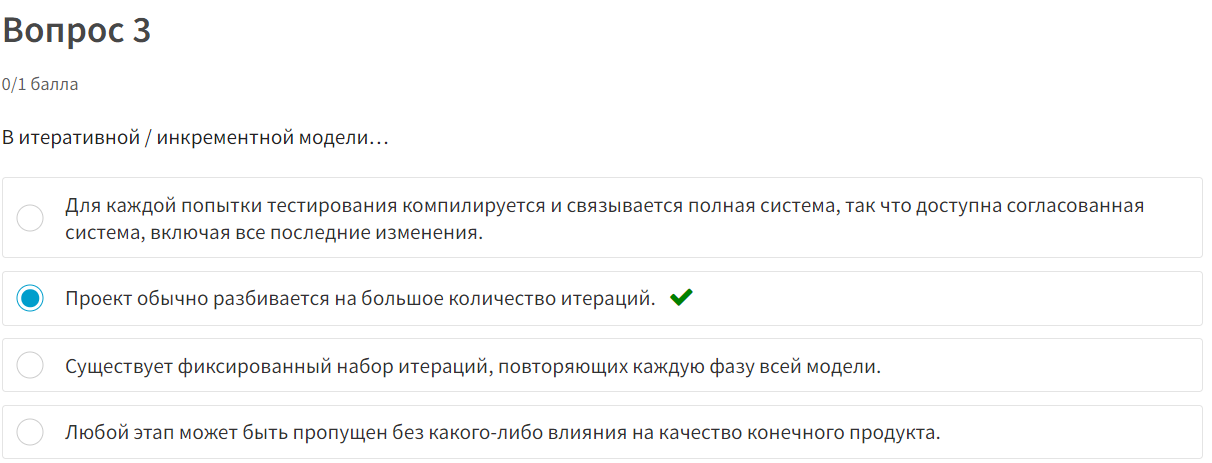 Вопрос 3
0/1 балла
В итеративной / инкрементной модели…
Для каждой попытки тестирования компилируется и связывается полная система, так что доступна согласованная
система, включая все последние изменения.
Проект обычно разбивается на большое количество итераций.
Существует фиксированный набор итераций, повторяющих каждую фазу всей модели.
Любой этап может быть пропущен без какого-либо влияния на качество конечного продукта.